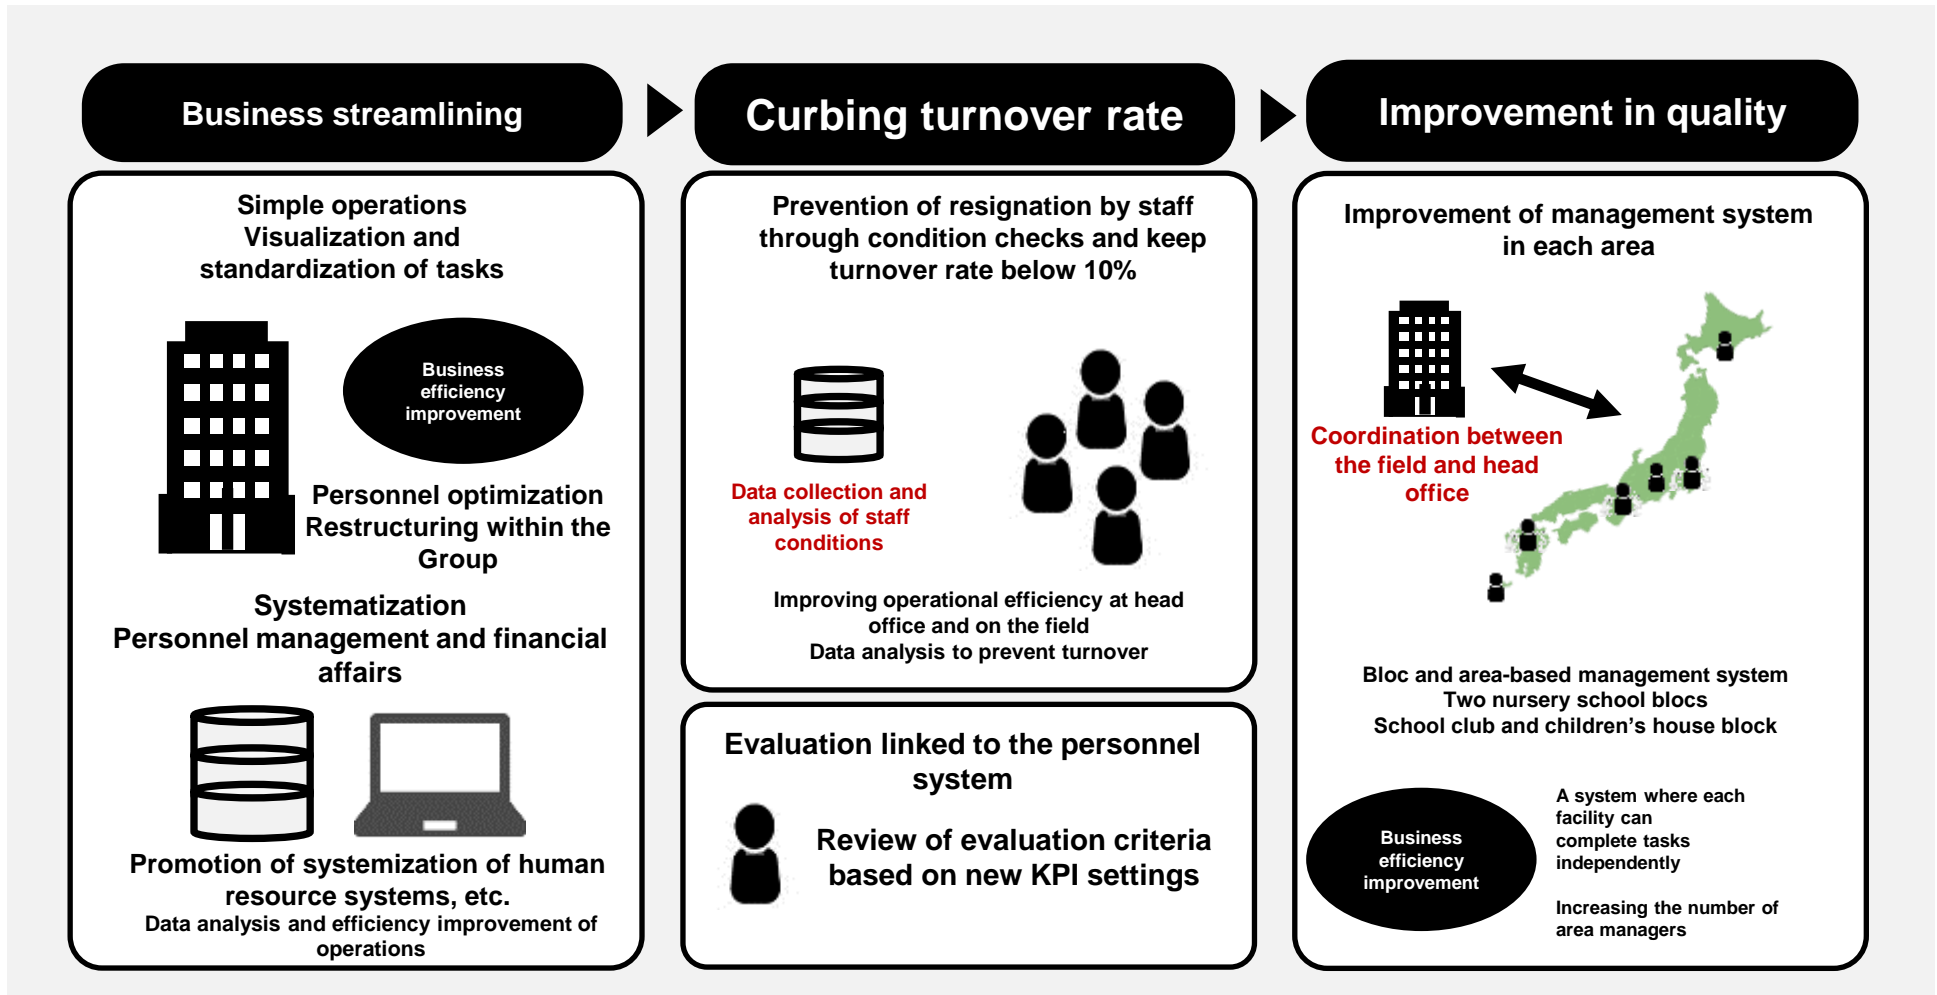 Business streamlining
Simple operations
Visualization and
standardization of tasks
Business
efficiency
improvement
Personnel optimization
Restructuring within the
Group
Systematization
Personnel management and financial
affairs
Promotion of systemization of human
resource systems, etc.
Data analysis and efficiency improvement of
operations
Curbing turnover rate
Prevention of resignation by staff
through condition checks and keep
turnover rate below 10%
Data collection and
analysis of staff
conditions
Improving operational efficiency at head
office and on the field
Data analysis to prevent turnover
Evaluation linked to the personnel
system
Review of evaluation criteria
based on new KPI settings
Improvement in quality
Improvement of management system
in each area
Coordination between
the field and head
office
Bloc and area-based management system
Two nursery school blocs
School club and children’s house block
Business
efficiency
improvement
A system where each
facility can
complete tasks
independently
Increasing the number of
area managers